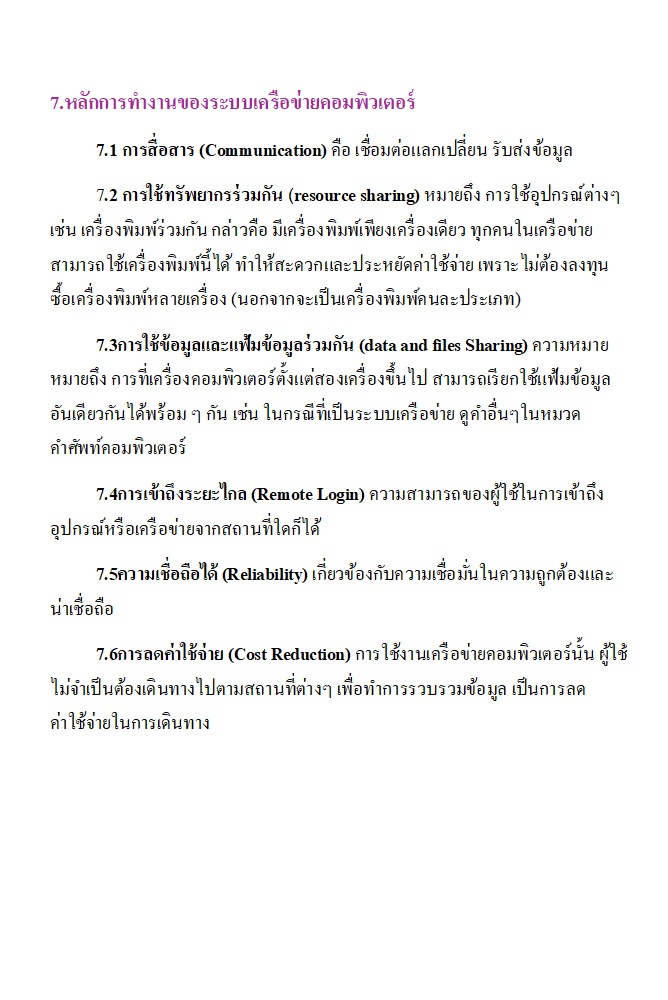 7.หลักการทำงานของระบบเครือข่ายคอมพิวเตอร์
7.1 การสื่อสาร (Communication) คือ เชื่อมต่อแลกเปลี่ยน รับส่งข้อมูล
7.2 การใช้ทรัพยากรร่วมกัน (resource sharing) หมายถึง การใช้อุปกรณ์ต่างๆ
เช่น เครื่องพิมพ์ร่วมกัน กล่าวคือ มีเครื่องพิมพ์เพียงเครื่องเดียว ทุกคนในเครือข่าย
สามารถใช้เครื่องพิมพ์นี้ได้ ทำให้สะดวกและประหยัดค่าใช้จ่าย เพราะไม่ต้องลงทุน
ซื้อเครื่องพิมพ์หลายเครื่อง (นอกจากจะเป็นเครื่องพิมพ์คนละประเภท)
7.3การใช้ข้อมูลและแฟ้มข้อมูลร่วมกัน (data and files Sharing) ความหมาย
หมายถึง การที่เครื่องคอมพิวเตอร์ตั้งแต่สองเครื่องขึ้นไป สามารถเรียกใช้แฟ้มข้อมูล
อันเดียวกันได้พร้อม ๆ กัน เช่น ในกรณีที่เป็นระบบเครือข่าย ดูคำอื่นๆในหมวด
คำศัพท์คอมพิวเตอร์
7.4การเข้าถึงระยะไกล (Remote Login) ความสามารถของผู้ใช้ในการเข้าถึง
อุปกรณ์หรือเครือข่ายจากสถานที่ใดก็ได้
7.5ความเชื่อถือได้ (Reliability) เกี่ยวข้องกับความเชื่อมั่นในความถูกต้องและ
น่าเชื่อถือ
7.6การลดค่าใช้จ่าย (Cost Reduction) การใช้งานเครือข่ายคอมพิวเตอร์นั้น ผู้ใช้
ไม่จำเป็นต้องเดินทางไปตามสถานที่ต่างๆ เพื่อทำการรวบรวมข้อมูล เป็นการลด
ค่าใช้จ่ายในการเดินทาง